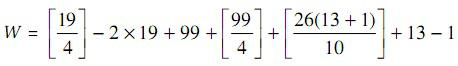 W = [19/4] − 2 × 19 + 99 + [99/4] + [26(13 + 1)/10] + 13 − 1